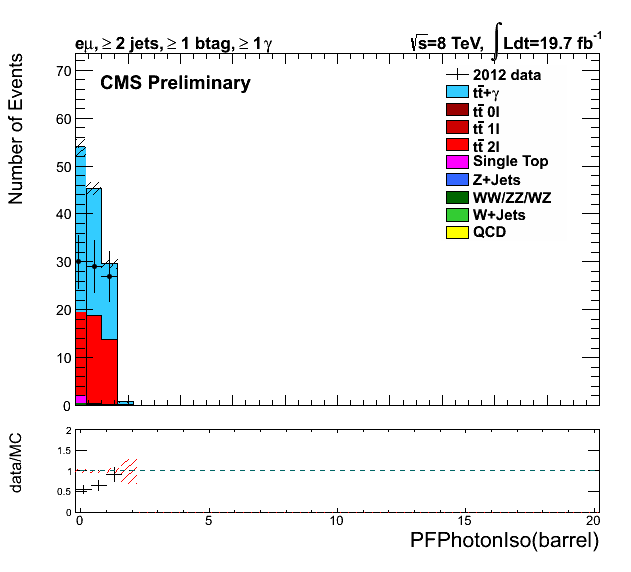 eμ, ≥ 2 jets, ≥ 1 btag, ≥ 1γ
√s=8 TeV, ∫ Ldt=19.7 fb⁻¹
CMS Preliminary
Number of Events
70
60
50
40
30
20
10
0
2012 data
tt̄+γ
tt̄ 0l
tt̄ 1l
tt̄ 2l
Single Top
Z+Jets
WW/ZZ/WZ
W+Jets
QCD
data/MC
2
1.5
1
0.5
0
0 5 10 15 20
PFPhotonIso(barrel)